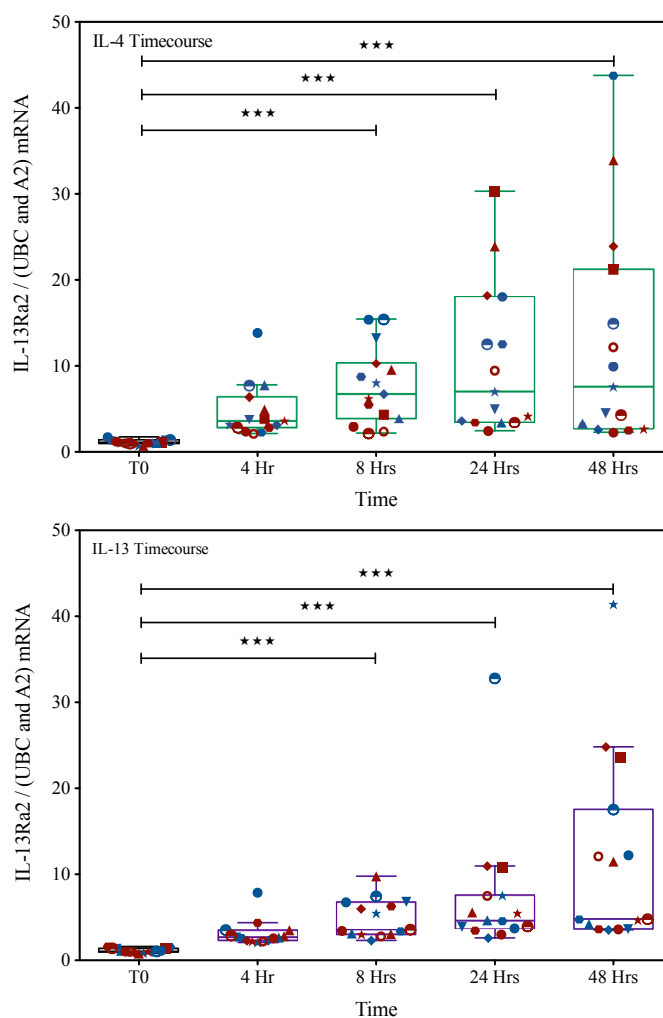 50
IL-4 Timecourse
★★★
40
★★★
★★★
30
20
10
0
IL-13Ra2 / (UBC and A2) mRNA
T0 4 Hr 8 Hrs 24 Hrs 48 Hrs
Time
50
IL-13 Timecourse
★★★
40
★★★
★★★
30
20
10
0
IL-13Ra2 / (UBC and A2) mRNA
T0 4 Hr 8 Hrs 24 Hrs 48 Hrs
Time